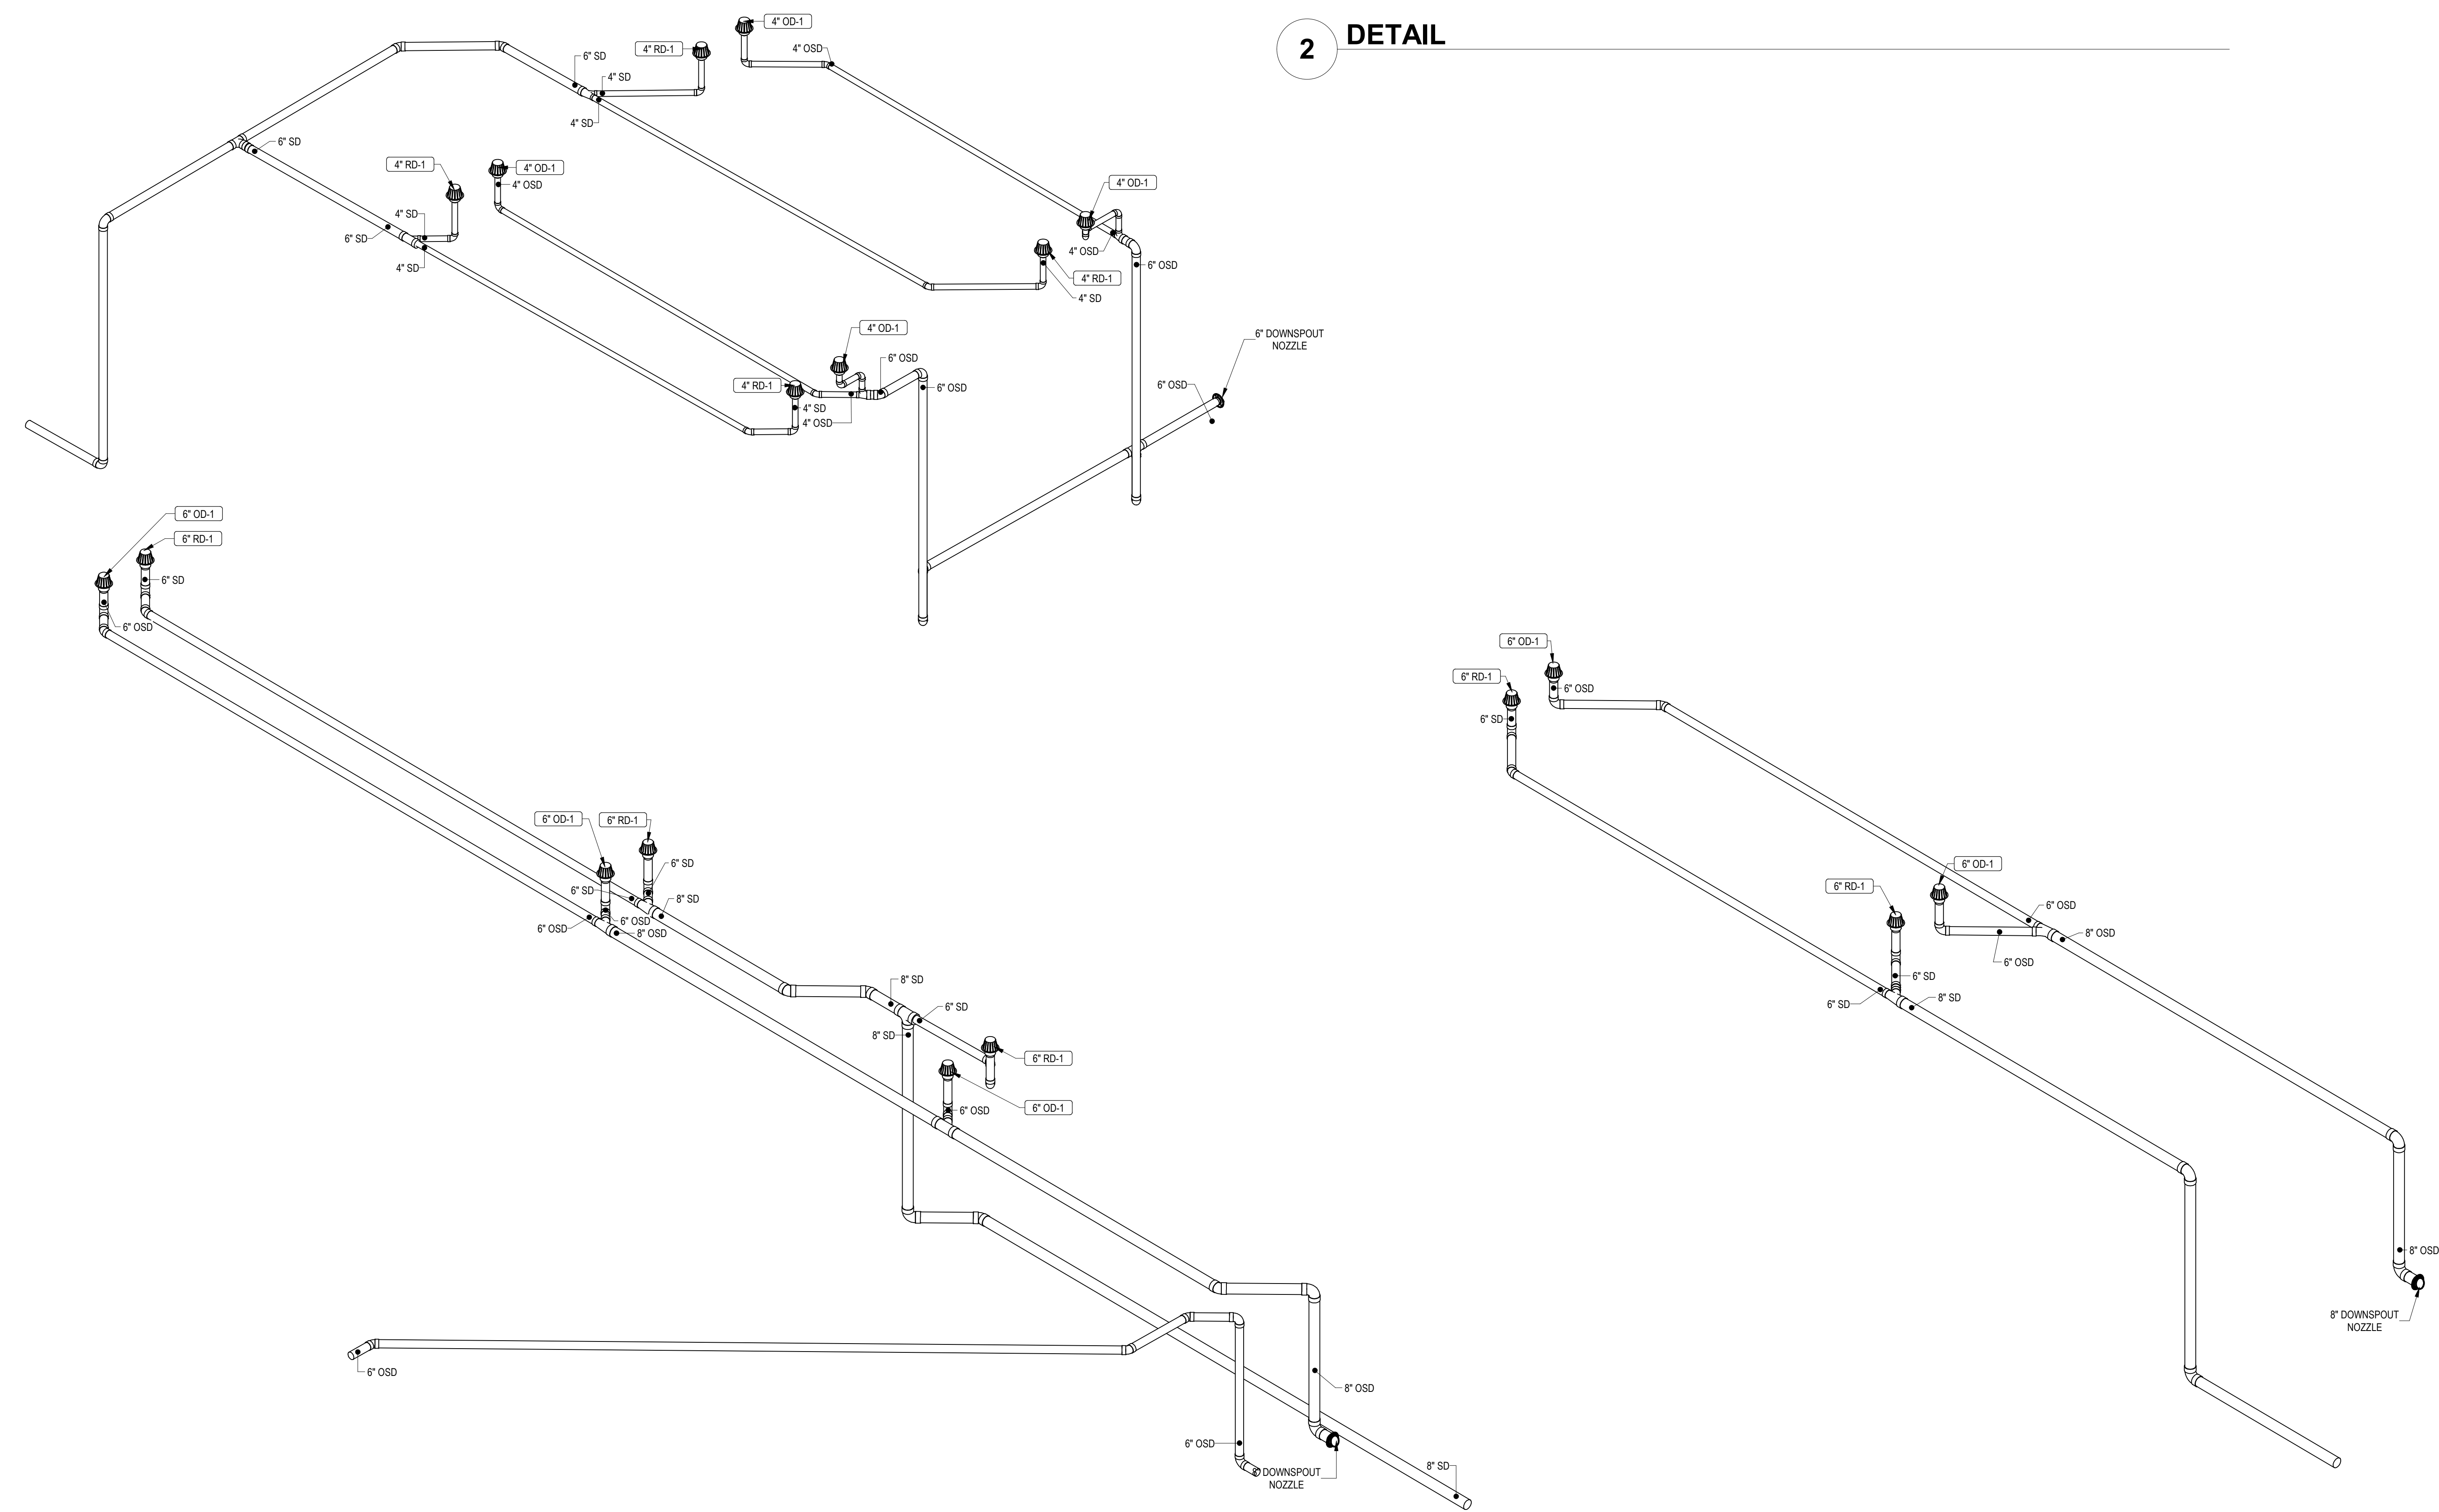 2
DETAIL
4" OD-1
4" RD-1
4" OSD
6" SD
4" SD
4" SD
6" SD
4" RD-1
4" OD-1
4" OSD
4" OD-1
4" SD
6" SD
4" SD
4" OSD
6" OSD
4" RD-1
4" SD
4" OD-1
6" DOWNSPOUT
NOZZLE
6" OSD
6" OSD
6" OSD
4" RD-1
4" SD
4" OSD
6" OD-1
6" RD-1
6" SD
6" OSD
6" OD-1
6" RD-1
6" SD
6" SD
8" SD
6" OSD
6" OSD
8" OSD
8" SD
6" SD
8" SD
6" RD-1
6" OD-1
6" OSD
6" OSD
8" OSD
6" OSD
8" DOWNSPOUT
NOZZLE
8" SD
6" OD-1
6" RD-1
6" OSD
6" SD
6" OD-1
6" RD-1
6" OSD
8" OSD
6" OSD
6" SD
6" SD
8" SD
8" OSD
8" DOWNSPOUT
NOZZLE